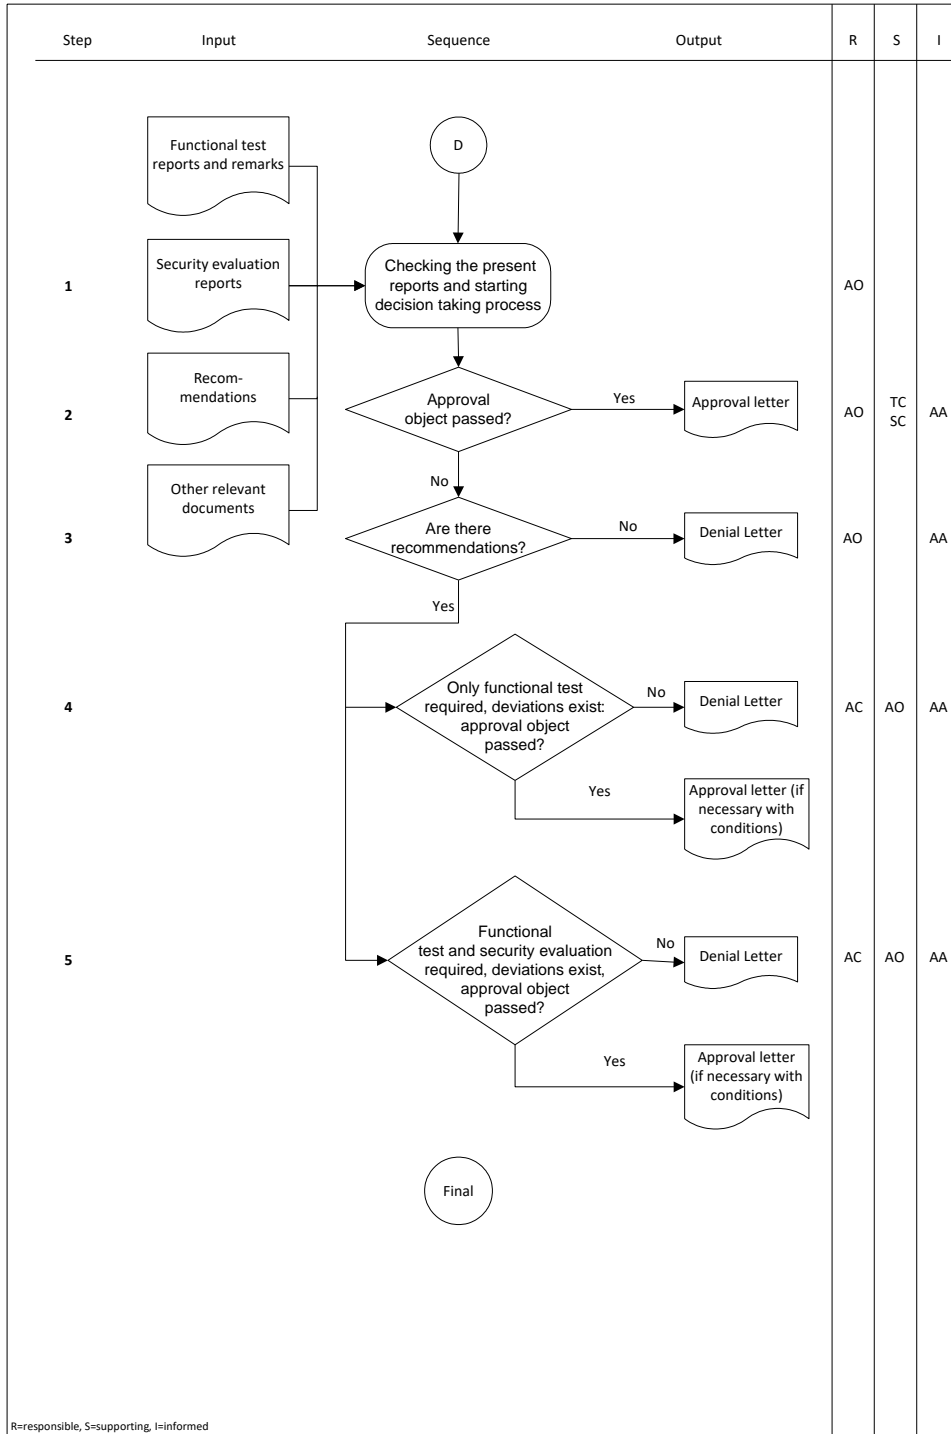 Step Input Sequence Output R S I
Functional test
reports and remarks
D
Security evaluation
reports
Checking the present
reports and starting
decision taking process
1
AO
Recom-
mendations
2
Approval
object passed?
Yes
Approval letter
AO
TC
SC
AA
No
Other relevant
documents
3
Are there
recommendations?
No
Denial Letter
AO
AA
Yes
4
Only functional test
required, deviations exist:
approval object
passed?
No
Denial Letter
AC
AO
AA
Yes
Approval letter (if
necessary with
conditions)
5
Functional
test and security evaluation
required, deviations exist,
approval object
passed?
No
Denial Letter
AC
AO
AA
Yes
Approval letter
(if necessary with
conditions)
Final
R=responsible, S=supporting, I=informed